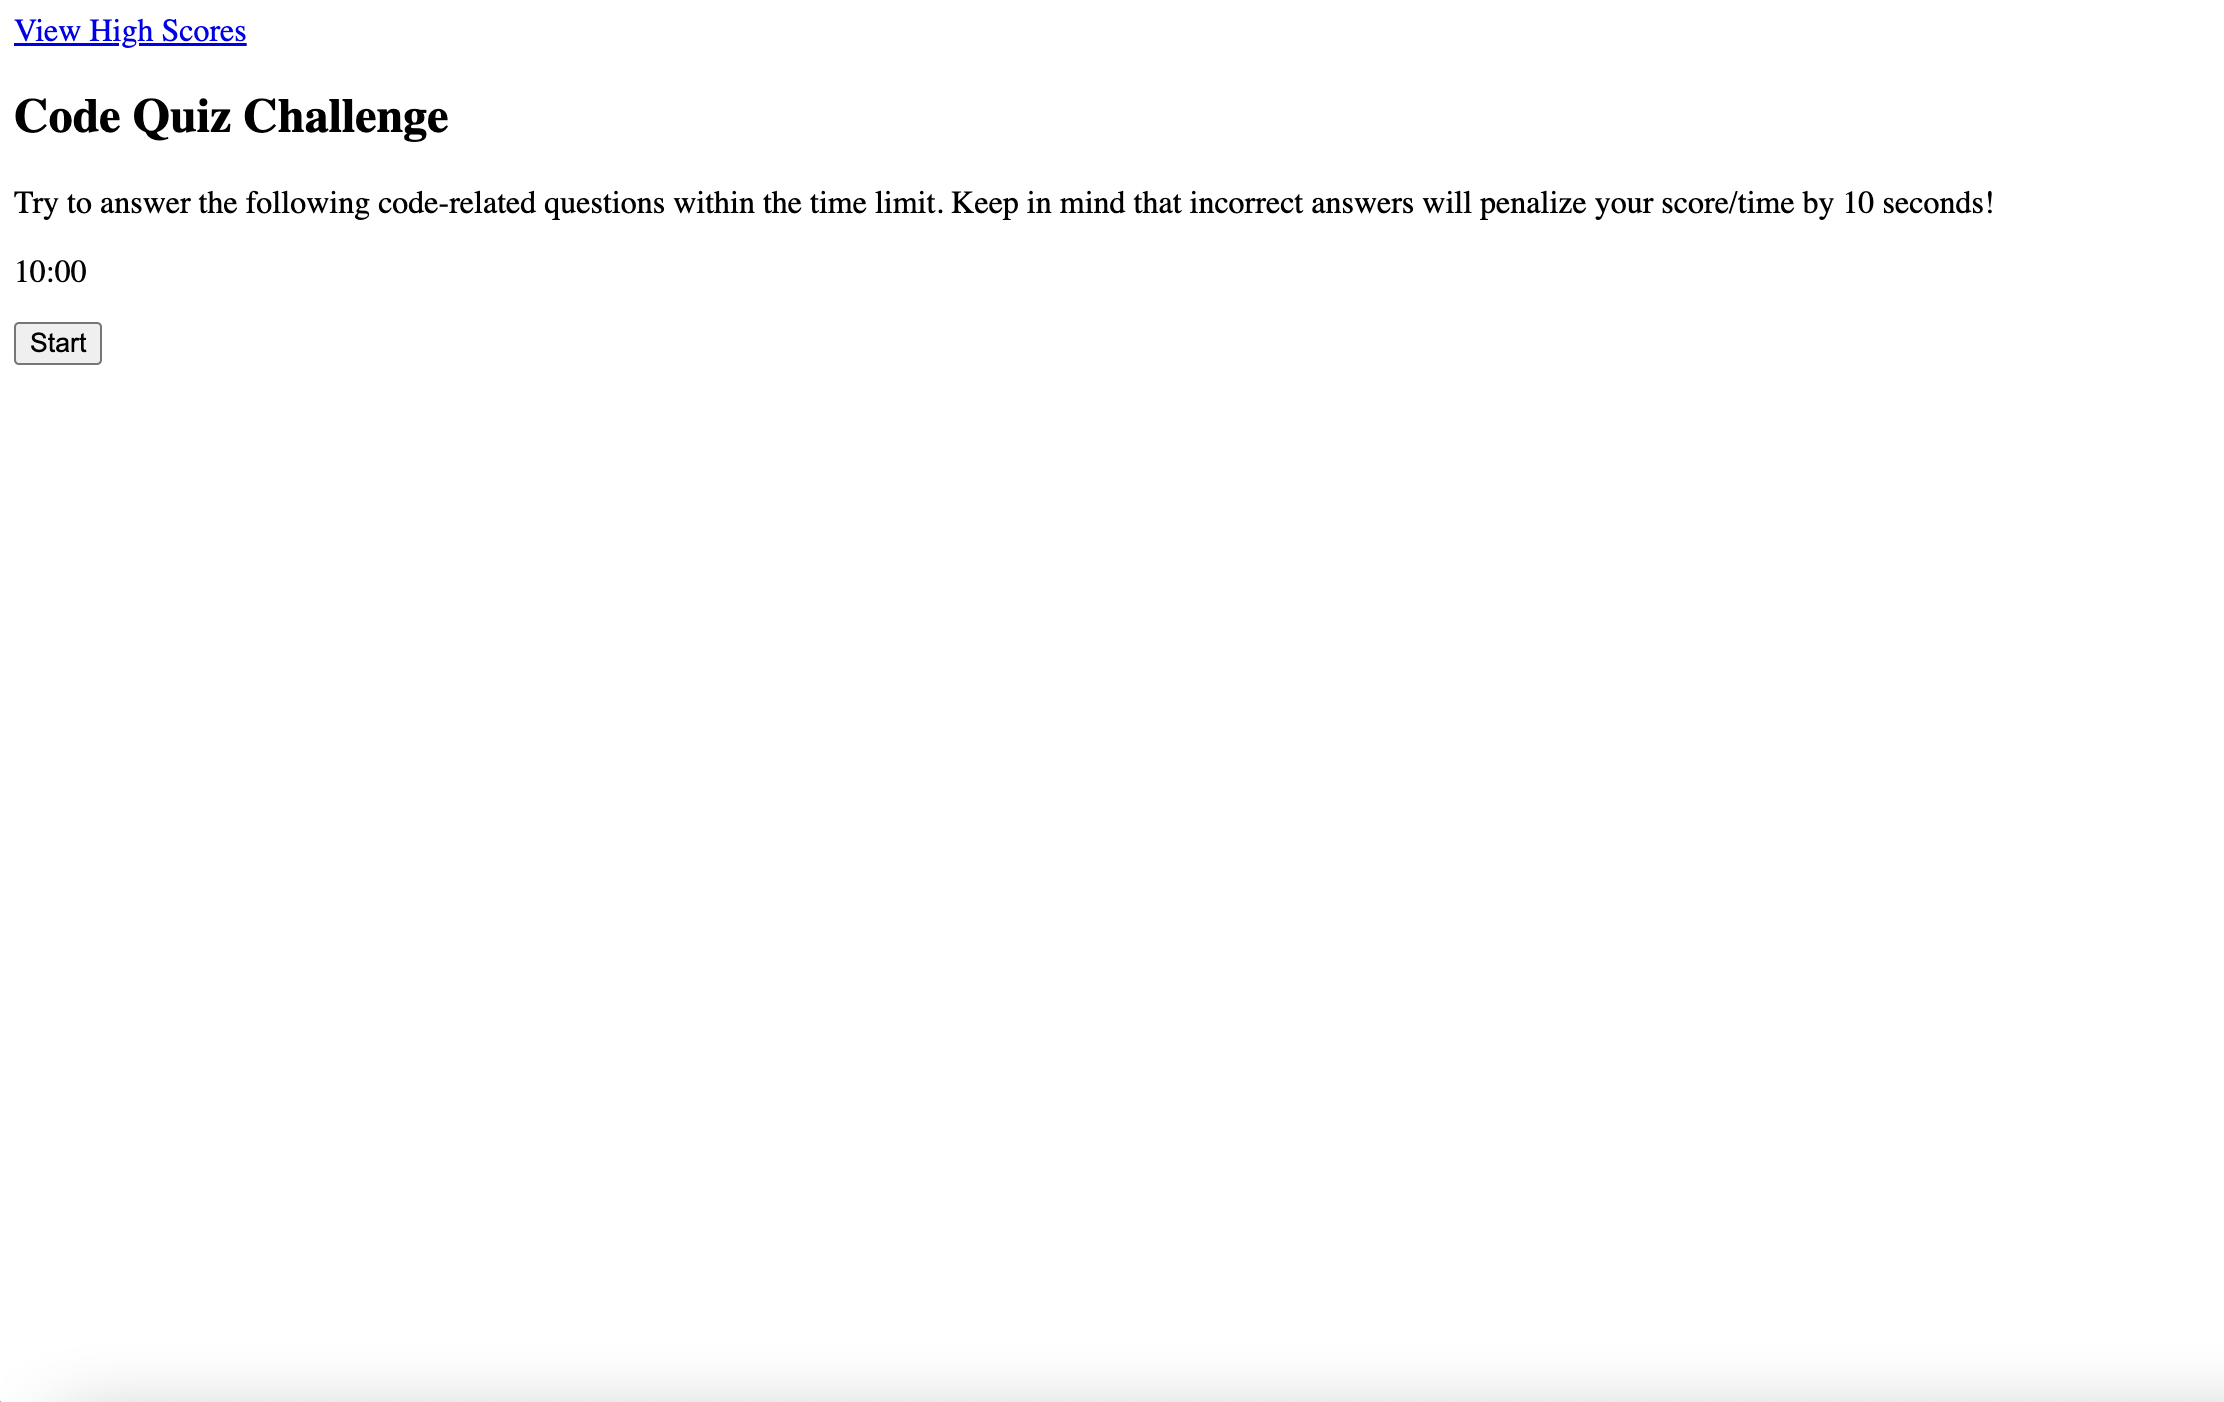 View High Scores
Code Quiz Challenge
Try to answer the following code-related questions within the time limit. Keep in mind that incorrect answers will penalize your score/time by 10 seconds!
10:00
Start